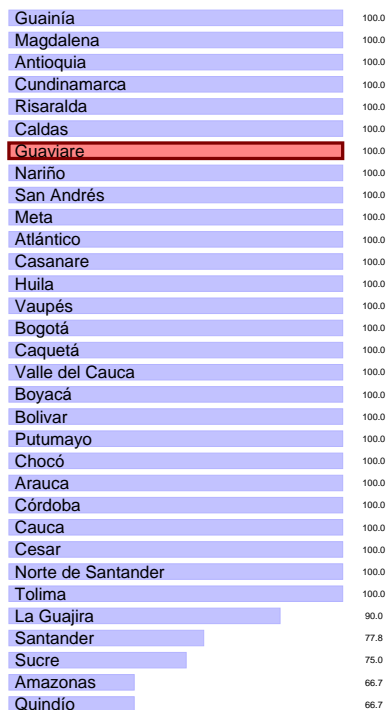 Guainía 100.0
Magdalena 100.0
Antioquia 100.0
Cundinamarca 100.0
Risaralda 100.0
Caldas 100.0
Guaviare 100.0
Nariño 100.0
San Andrés 100.0
Meta 100.0
Atlántico 100.0
Casanare 100.0
Huila 100.0
Vaupés 100.0
Bogotá 100.0
Caquetá 100.0
Valle del Cauca 100.0
Boyacá 100.0
Bolivar 100.0
Putumayo 100.0
Chocó 100.0
Arauca 100.0
Córdoba 100.0
Cauca 100.0
Cesar 100.0
Norte de Santander 100.0
Tolima 100.0
La Guajira 90.0
Santander 77.8
Sucre 75.0
Amazonas 66.7
Quindío 66.7